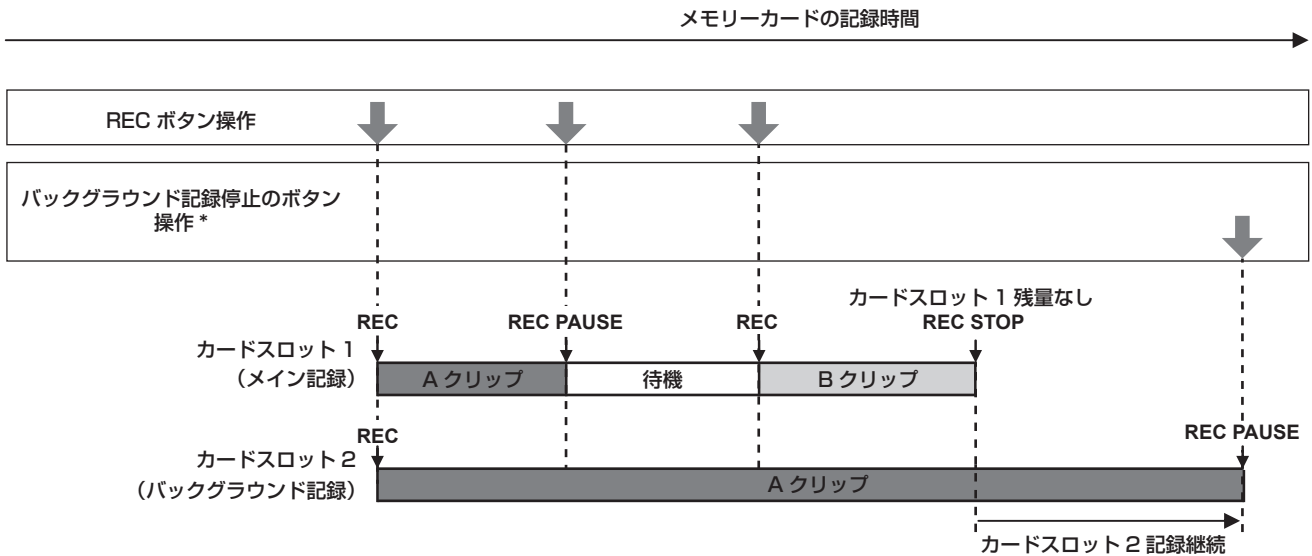 メモリーカードの記録時間
REC ボタン操作
バックグラウンド記録停止のボタン
操作 *
カードスロット 1 残量なし
REC
REC PAUSE
REC
REC STOP
カードスロット 1
（メイン記録）
A クリップ
待機
B クリップ
REC
REC PAUSE
カードスロット 2
（バックグラウンド記録）
A クリップ
カードスロット 2 記録継続